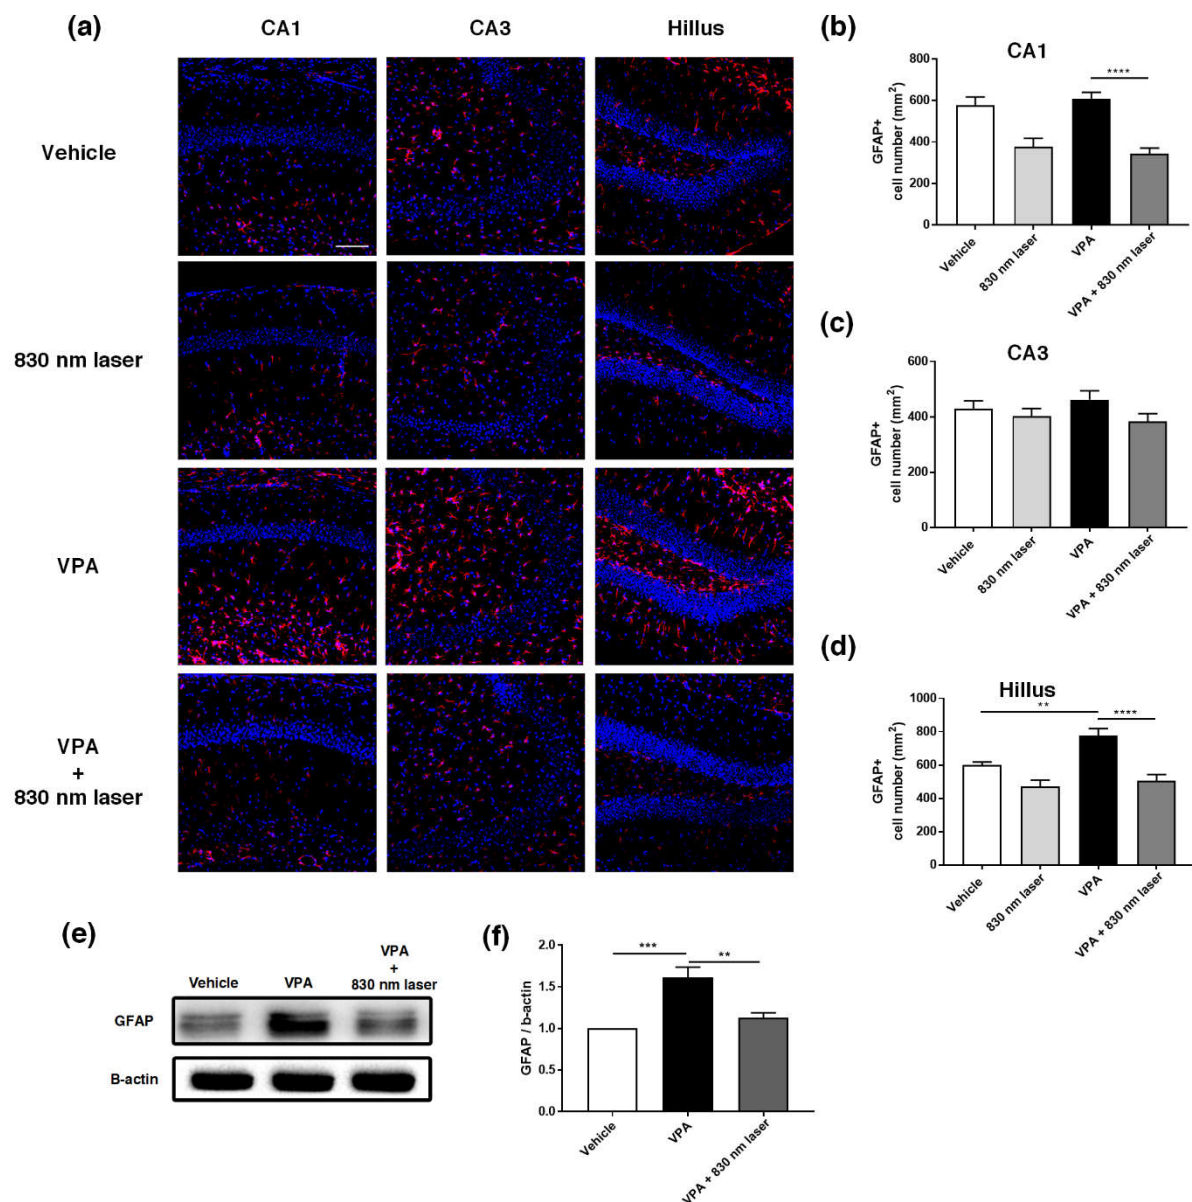 (a)
CA1
CA3
Hillus
Vehicle
830 nm laser
VPA
VPA
+
830 nm laser
(b)
CA1
GFAP+
cell number (mm²)
800
600
400
200
0
****
Vehicle
830 nm laser
VPA
VPA + 830 nm laser
(c)
CA3
GFAP+
cell number (mm²)
600
400
200
0
Vehicle
830 nm laser
VPA
VPA + 830 nm laser
(d)
Hillus
GFAP+
cell number (mm²)
1000
800
600
400
200
0
**
****
Vehicle
830 nm laser
VPA
VPA + 830 nm laser
(e)
Vehicle
VPA
VPA
+
830 nm laser
GFAP
B-actin
(f)
GFAP / b-actin
2.0
1.5
1.0
0.5
0.0
***
**
Vehicle
VPA
VPA + 830 nm laser